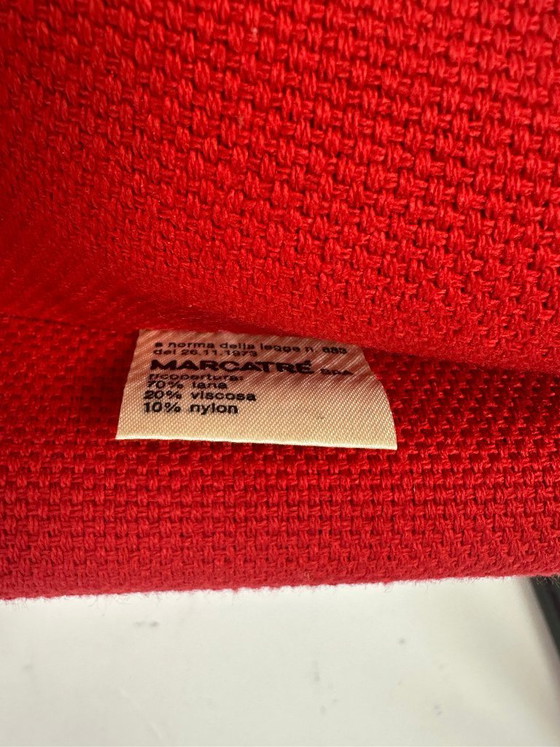 a norma della legge n. 883
del 26.11.1973
MARCATRÉ SPA
ricopertura:
70% lana
20% viscosa
10% nylon